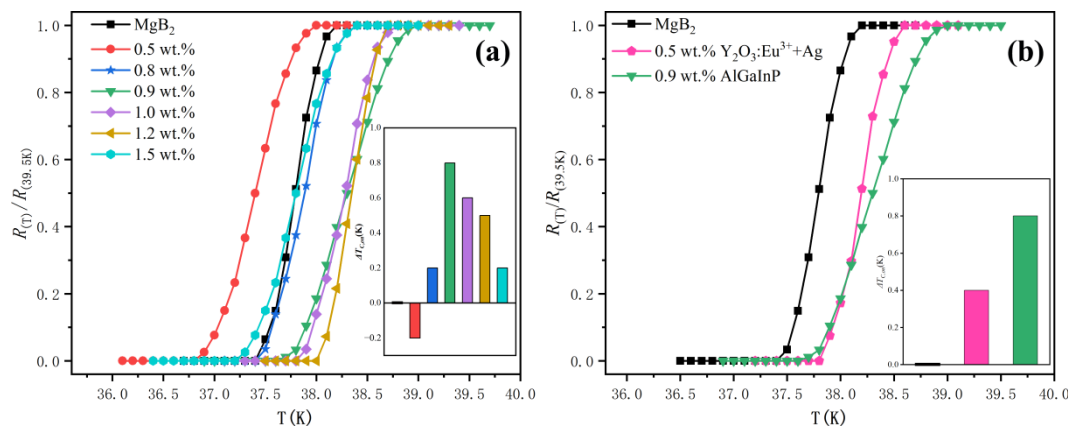 MgB₂
0.5 wt.%
0.8 wt.%
0.9 wt.%
1.0 wt.%
1.2 wt.%
1.5 wt.%
(a)
R(T)/R(39.5K)
1.0
0.8
0.6
0.4
0.2
0.0
36.0 36.5 37.0 37.5 38.0 38.5 39.0 39.5 40.0
T(K)
ΔT_C,on(K)
1.0
0.8
0.6
0.4
0.2
0.0
−0.2
MgB₂
0.5 wt.% Y₂O₃:Eu³⁺+Ag
0.9 wt.% AlGaInP
(b)
R(T)/R(39.5K)
1.0
0.8
0.6
0.4
0.2
0.0
36.0 36.5 37.0 37.5 38.0 38.5 39.0 39.5 40.0
T(K)
ΔT_C,on(K)
1.0
0.8
0.6
0.4
0.2
0.0